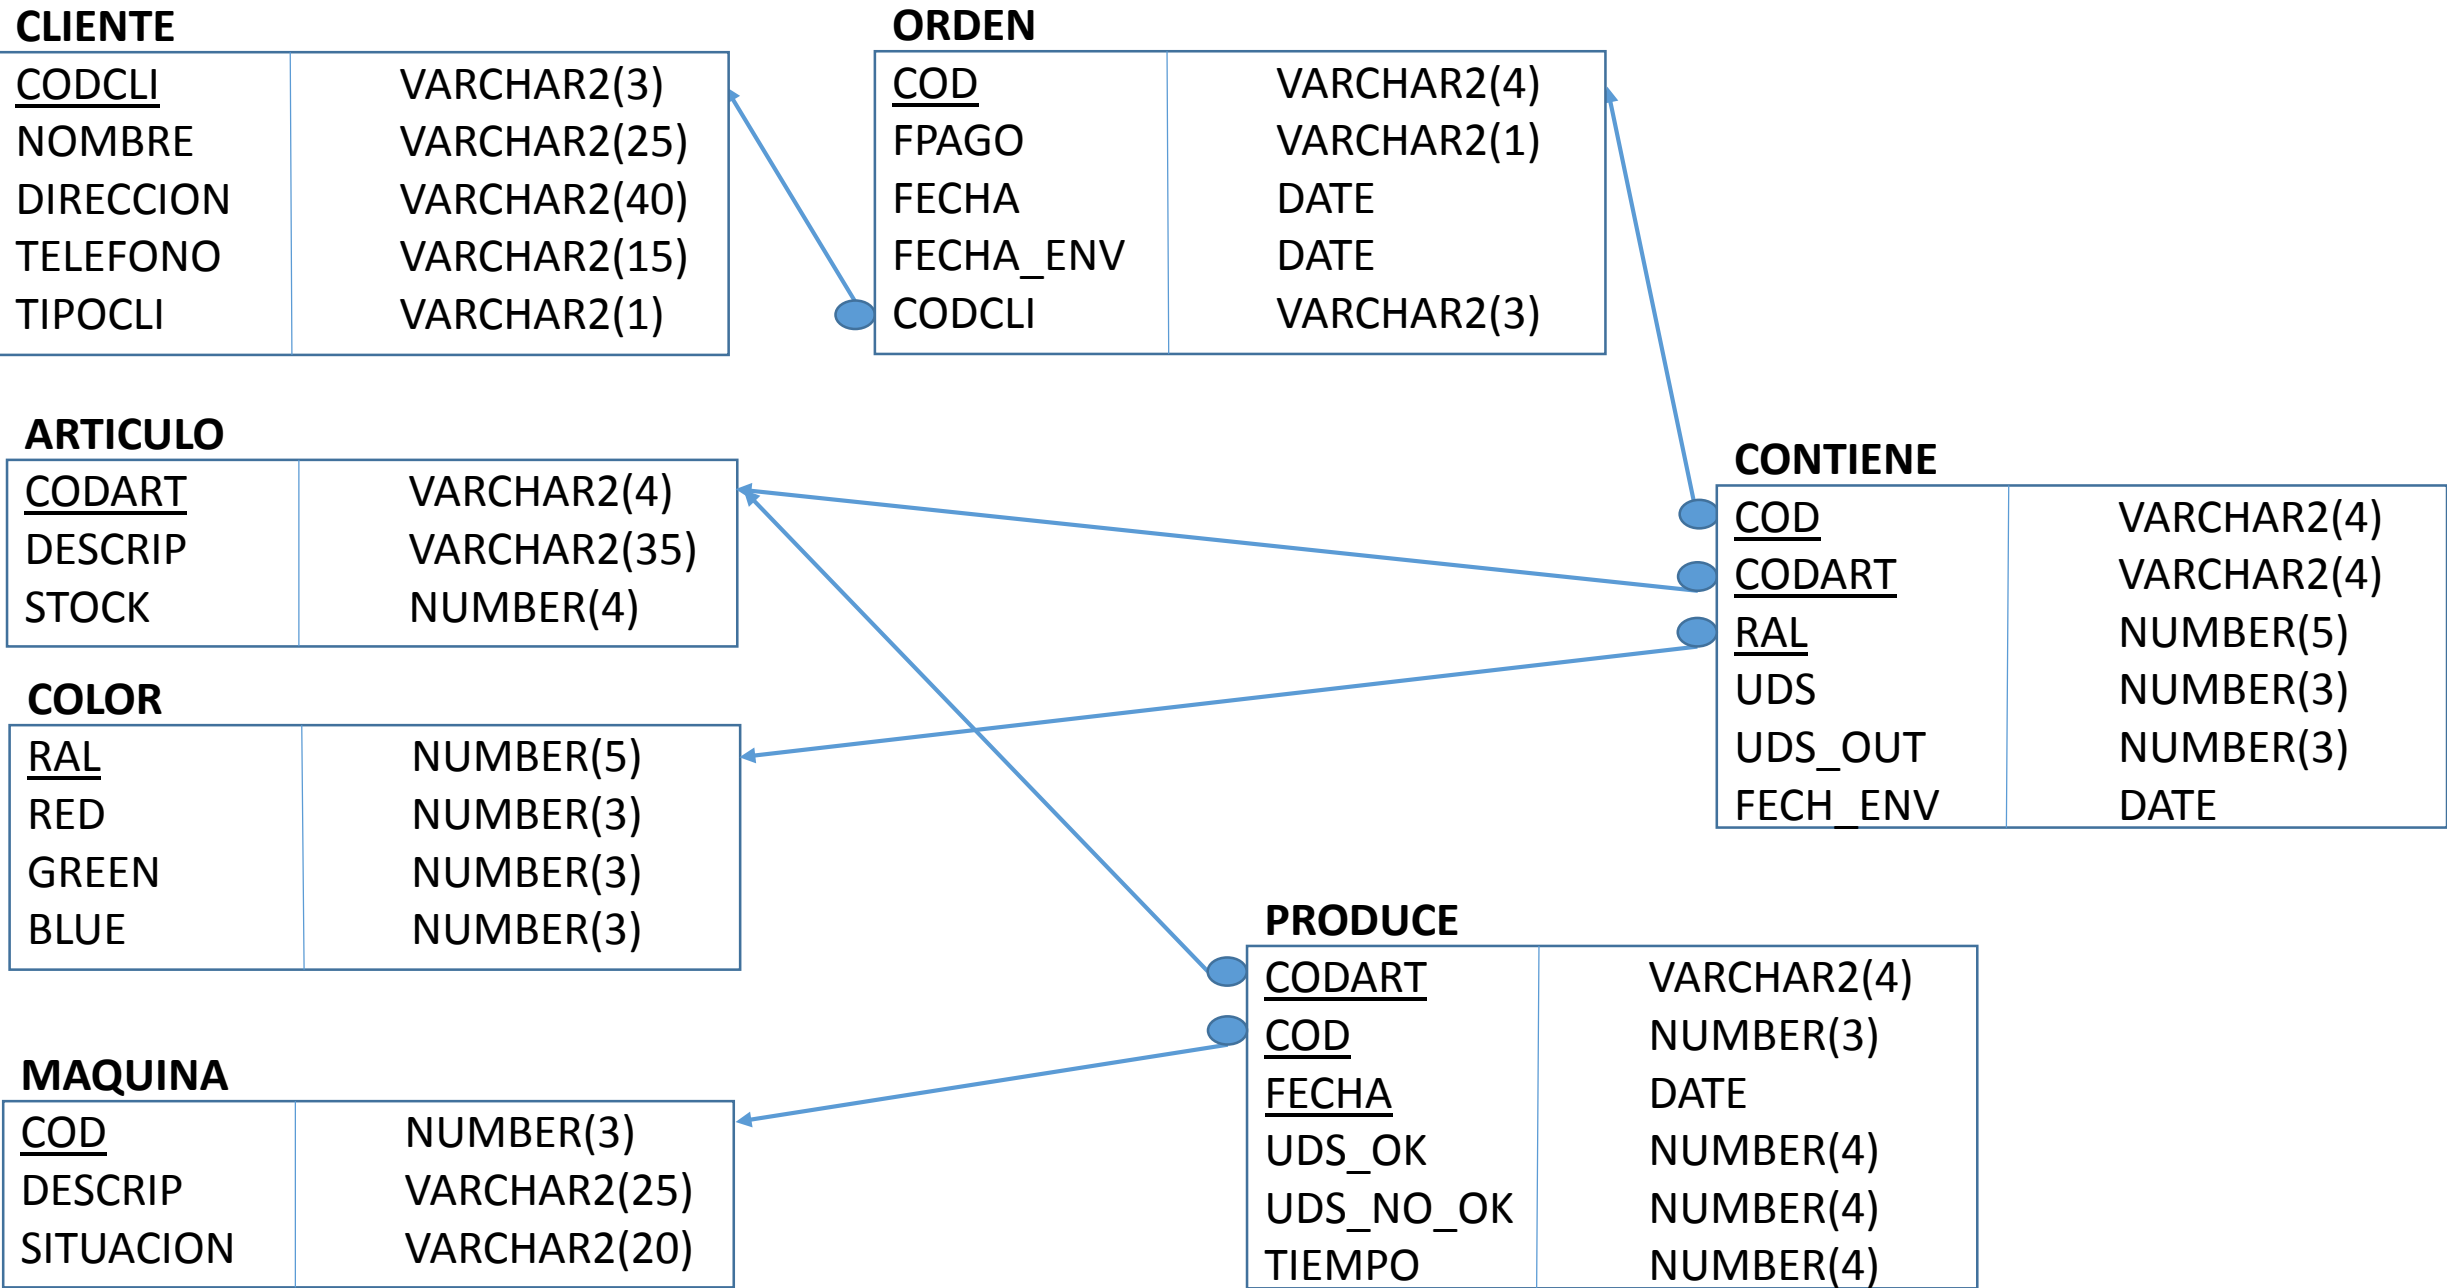 CLIENTE
CODCLI VARCHAR2(3)
NOMBRE VARCHAR2(25)
DIRECCION VARCHAR2(40)
TELEFONO VARCHAR2(15)
TIPOCLI VARCHAR2(1)
ORDEN
COD VARCHAR2(4)
FPAGO VARCHAR2(1)
FECHA DATE
FECHA_ENV DATE
CODCLI VARCHAR2(3)
ARTICULO
CODART VARCHAR2(4)
DESCRIP VARCHAR2(35)
STOCK NUMBER(4)
CONTIENE
COD VARCHAR2(4)
CODART VARCHAR2(4)
RAL NUMBER(5)
UDS NUMBER(3)
UDS_OUT NUMBER(3)
FECH_ENV DATE
COLOR
RAL NUMBER(5)
RED NUMBER(3)
GREEN NUMBER(3)
BLUE NUMBER(3)
PRODUCE
CODART VARCHAR2(4)
COD NUMBER(3)
FECHA DATE
UDS_OK NUMBER(4)
UDS_NO_OK NUMBER(4)
TIEMPO NUMBER(4)
MAQUINA
COD NUMBER(3)
DESCRIP VARCHAR2(25)
SITUACION VARCHAR2(20)